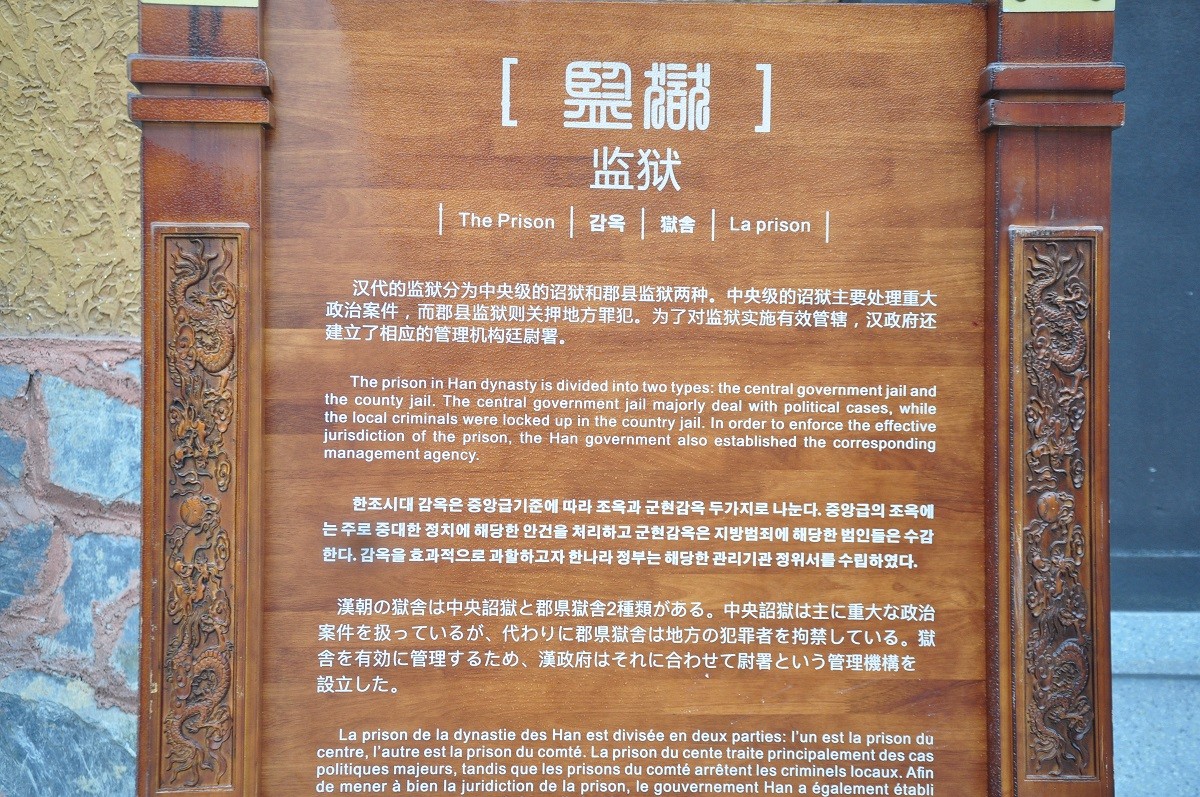 [ 監獄 ]
监狱
The Prison | 감옥 | 獄舎 | La prison
汉代的监狱分为中央级的诏狱和郡县监狱两种。中央级的诏狱主要处理重大
政治案件，而郡县监狱则关押地方罪犯。为了对监狱实施有效管辖，汉政府还
建立了相应的管理机构廷尉署。
The prison in Han dynasty is divided into two types: the central government jail and
the county jail. The central government jail majorly deal with political cases, while
the local criminals were locked up in the country jail. In order to enforce the effective
jurisdiction of the prison, the Han government also established the corresponding
management agency.
한조시대 감옥은 중앙급기준에 따라 조옥과 군현감옥 두가지로 나눈다. 중앙급의 조옥에
는 주로 중대한 정치에 해당한 안건을 처리하고 군현감옥은 지방범죄에 해당한 범인들은 수감
한다. 감옥을 효과적으로 과할하고자 한나라 정부는 해당한 관리기관 정위서를 수립하였다.
漢朝の獄舎は中央詔獄と郡県獄舎2種類がある。中央詔獄は主に重大な政治
案件を扱っているが、代わりに郡県獄舎は地方の犯罪者を拘禁している。獄
舎を有効に管理するため、漢政府はそれに合わせて尉署という管理機構を
設立した。
La prison de la dynastie des Han est divisée en deux parties: l'un est la prison du
centre, l'autre est la prison du comté. La prison du cente traite principalement des cas
politiques majeurs, tandis que les prisons du comté arrêtent les criminels locaux. Afin
de mener à bien la juridiction de la prison, le gouvernement Han a également établi